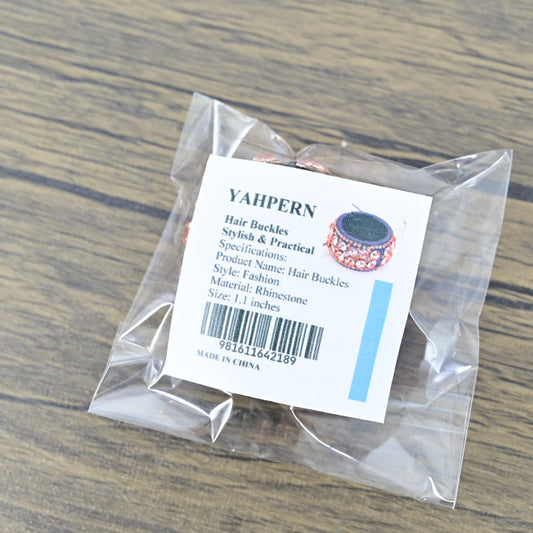 YAHPERN
Hair Buckles
Stylish & Practical
Specifications:
Product Name: Hair Buckles
Style: Fashion
Material: Rhinestone
Size: 1.1 inches
981611642189
MADE IN CHINA